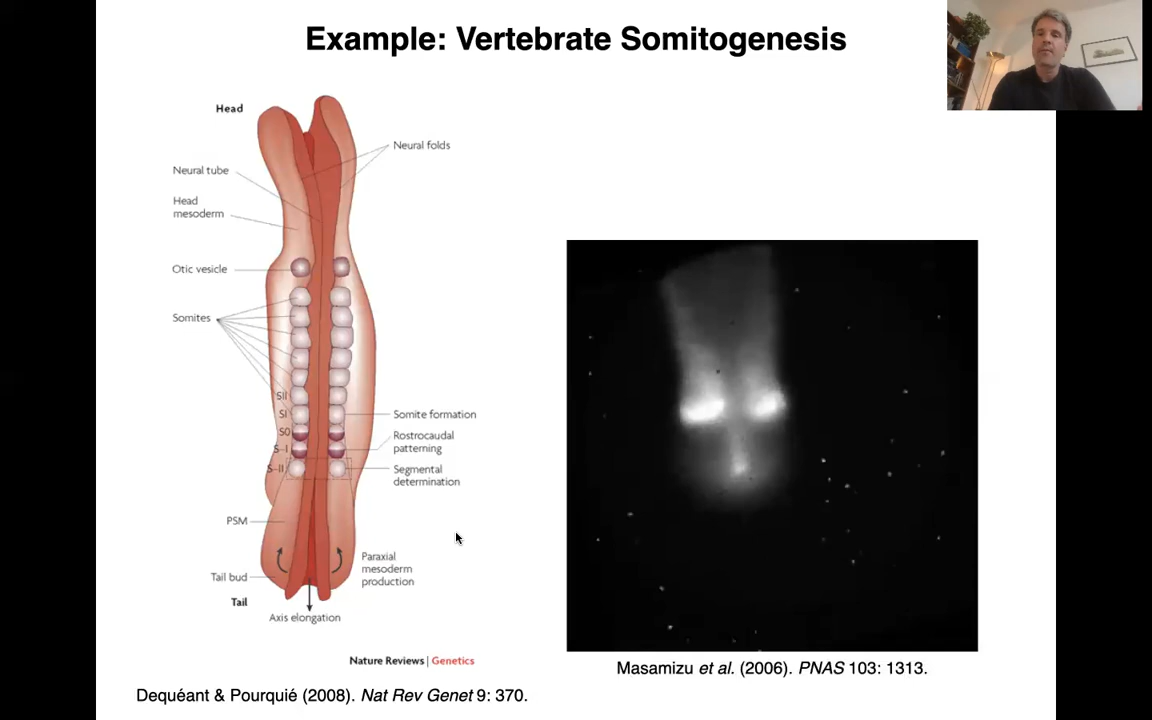 Example: Vertebrate Somitogenesis
Head
Neural folds
Neural tube
Head
mesoderm
Otic vesicle
Somites
SII
SI
S0
S-I
S-II
Somite formation
Rostrocaudal
patterning
Segmental
determination
PSM
Paraxial
mesoderm
production
Tail bud
Tail
Axis elongation
Nature Reviews | Genetics
Masamizu et al. (2006). PNAS 103: 1313.
Dequéant & Pourquié (2008). Nat Rev Genet 9: 370.